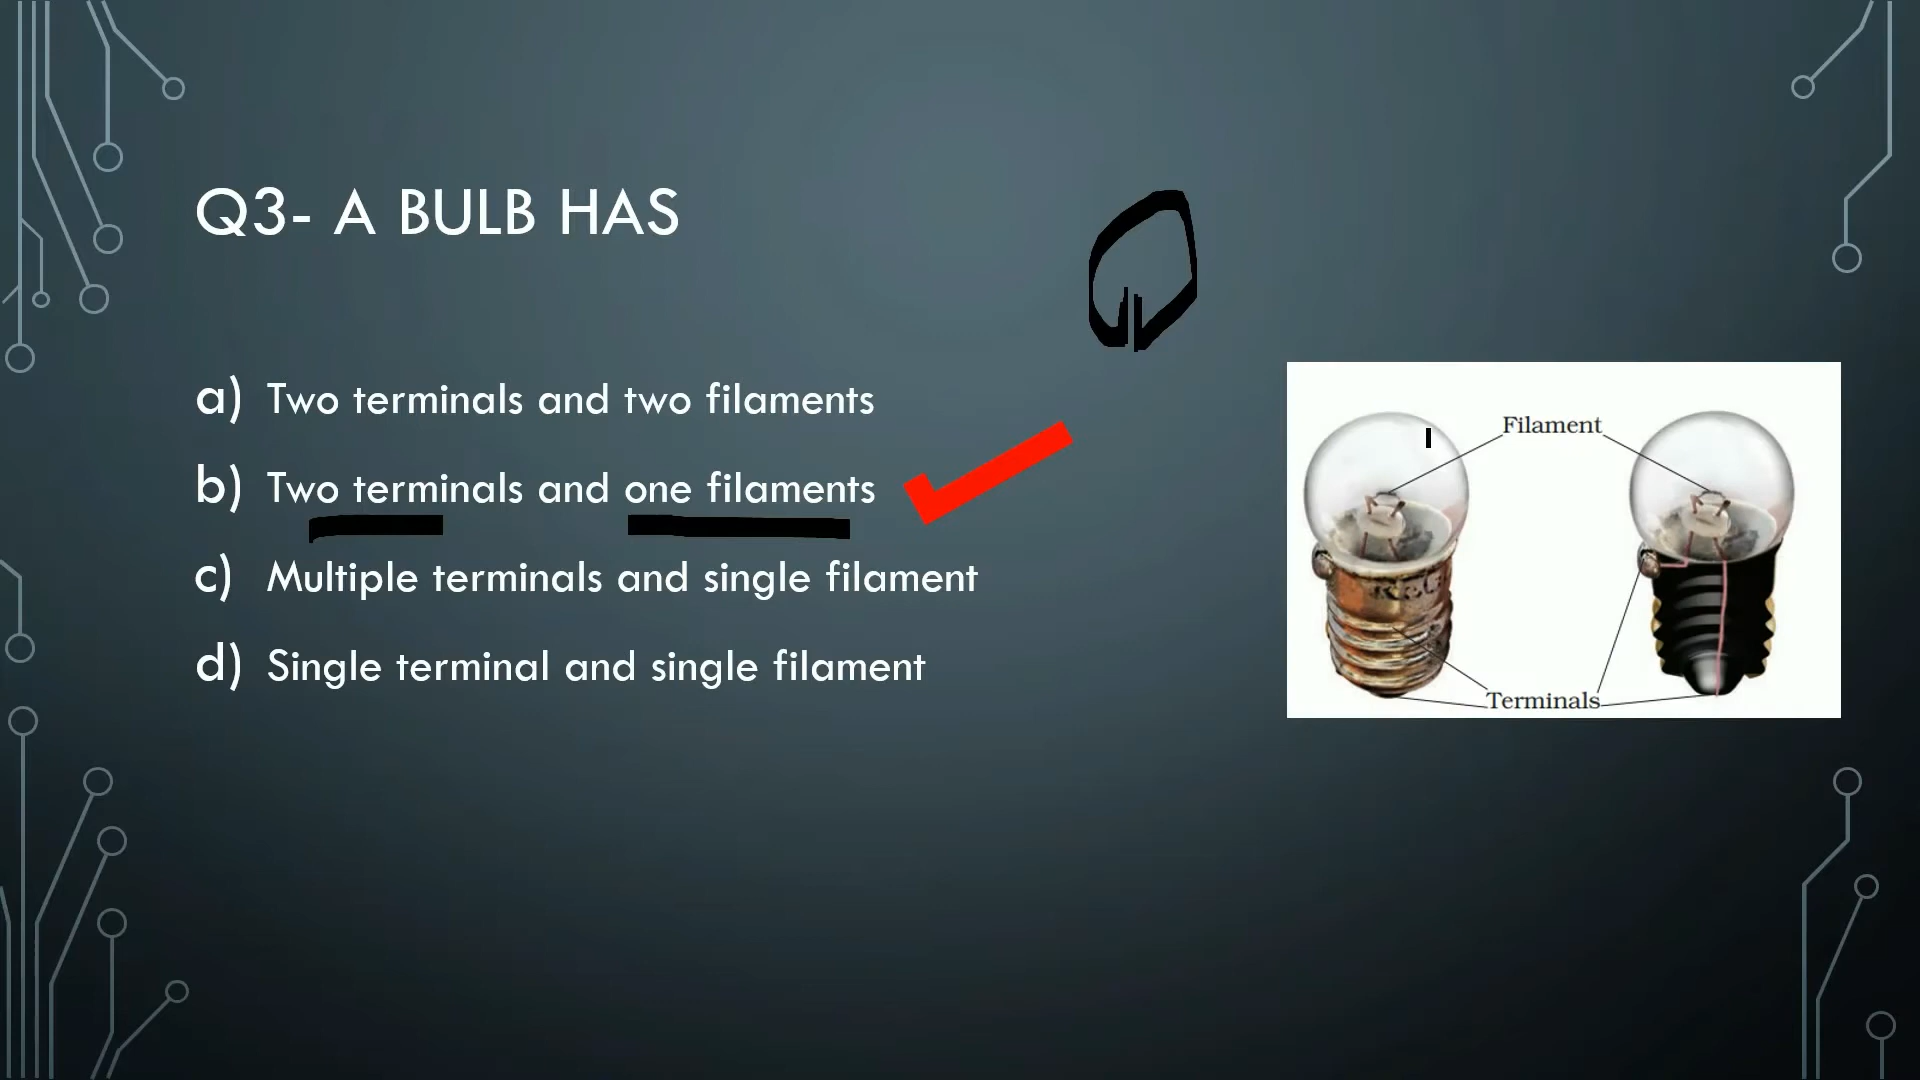 Q3- A BULB HAS
a) Two terminals and two filaments
b) Two terminals and one filaments
c) Multiple terminals and single filament
d) Single terminal and single filament
Filament
Terminals